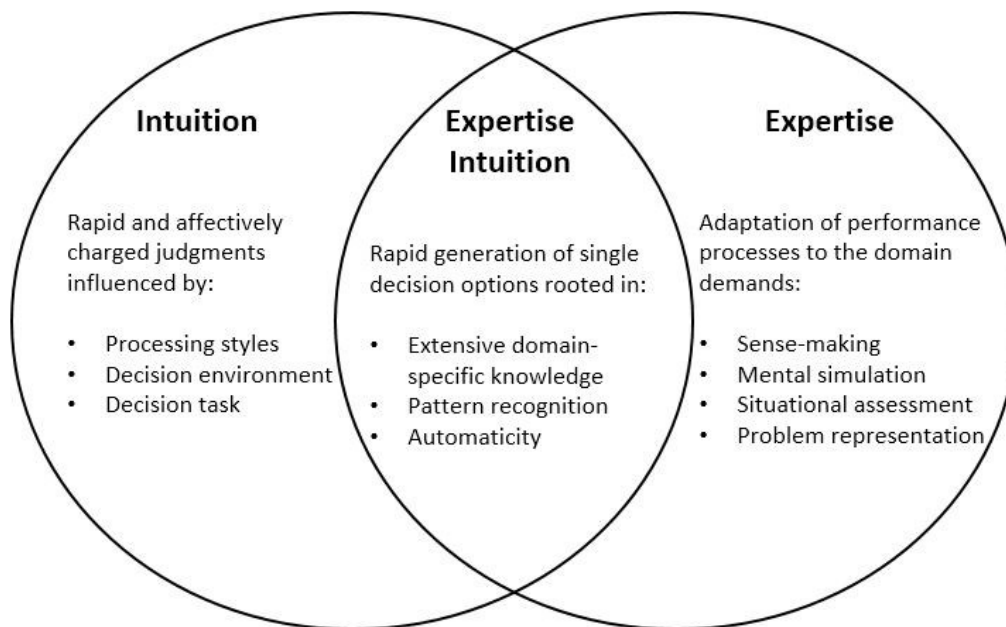 Intuition
Rapid and affectively
charged judgments
influenced by:
• Processing styles
• Decision environment
• Decision task
Expertise
Intuition
Rapid generation of single
decision options rooted in:
• Extensive domain-
specific knowledge
• Pattern recognition
• Automaticity
Expertise
Adaptation of performance
processes to the domain
demands:
• Sense-making
• Mental simulation
• Situational assessment
• Problem representation